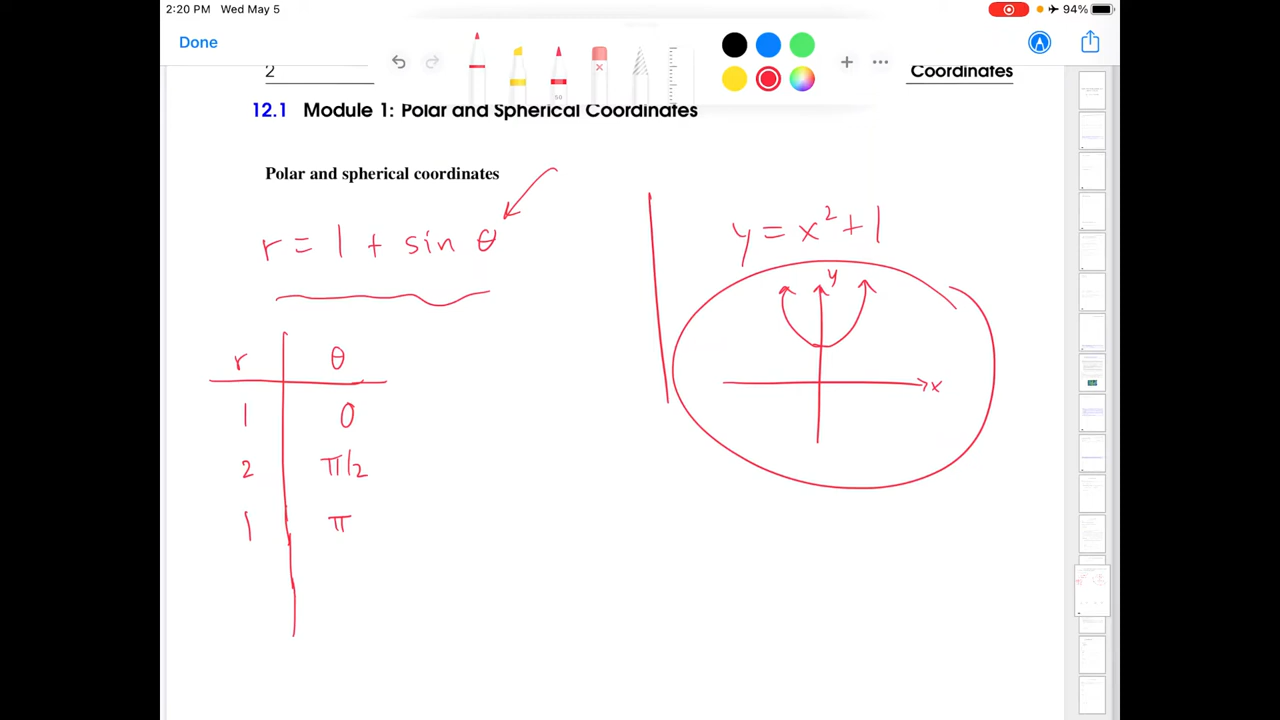 2:20 PM Wed May 5
94%
Done
50
2
Coordinates
12.1 Module 1: Polar and Spherical Coordinates
Polar and spherical coordinates
r = 1 + sin θ
y = x² + 1
y
x
r θ
1 0
2 π/2
1 π